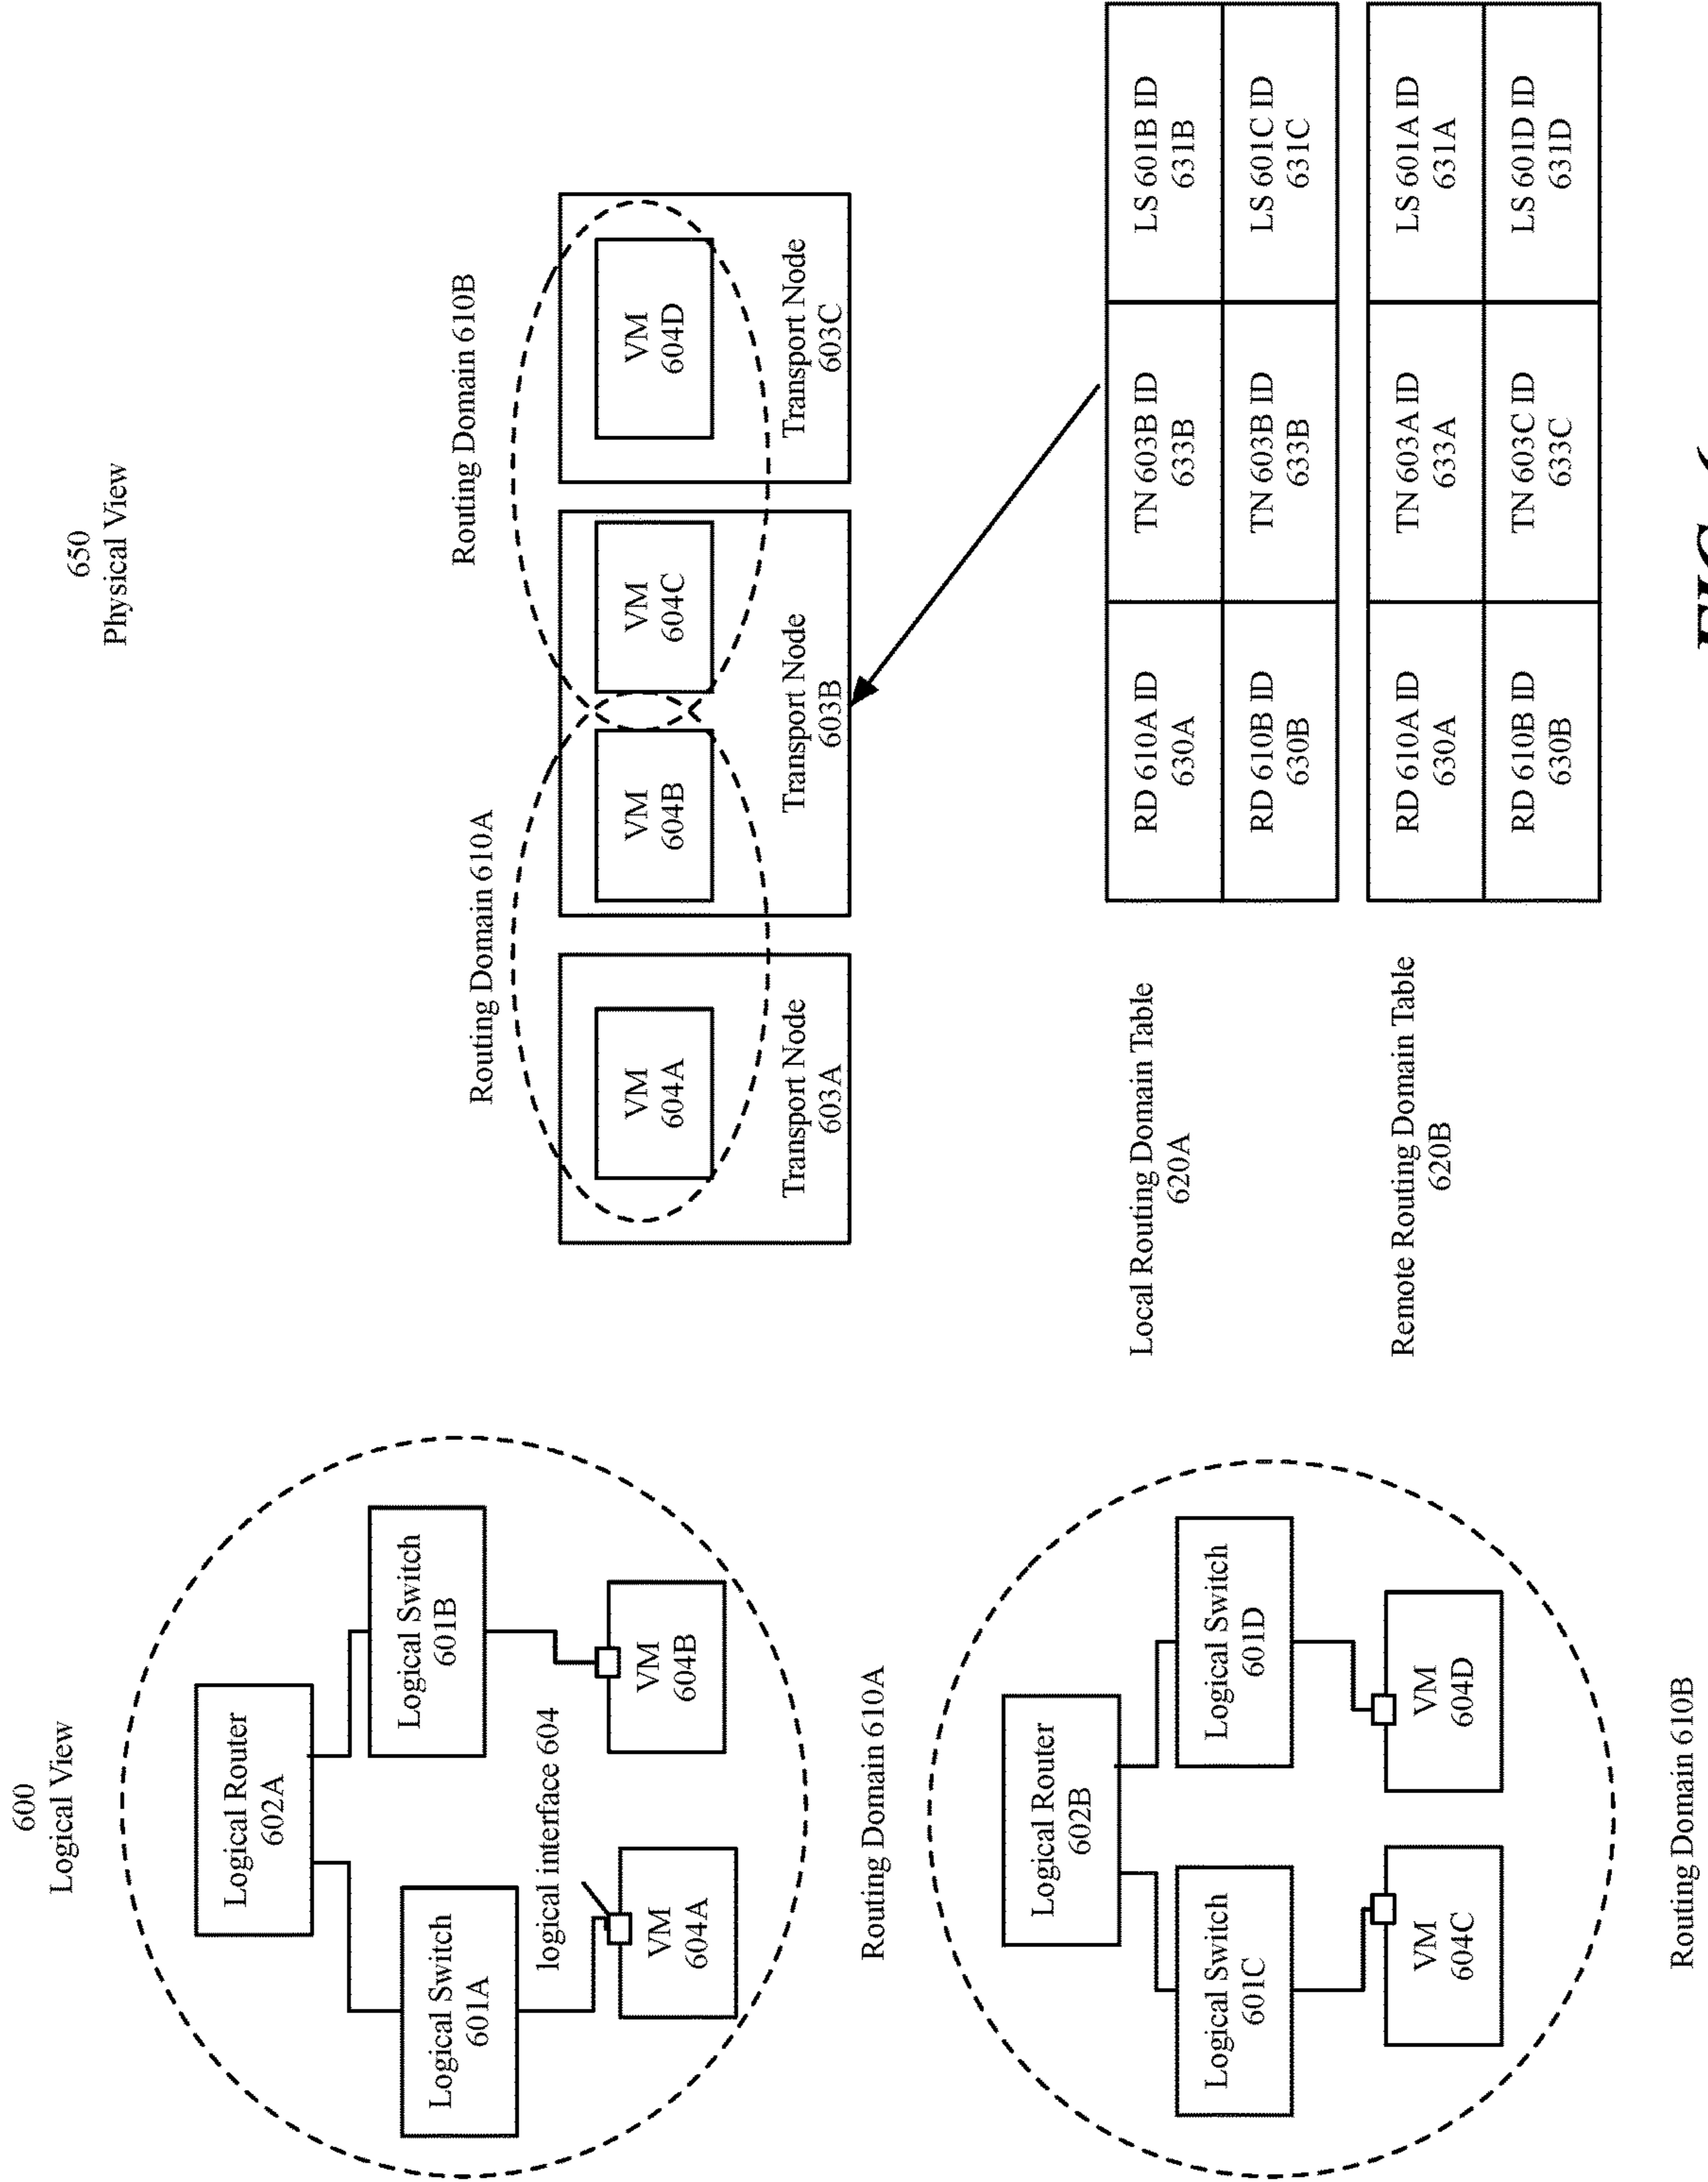 600
Logical View
Logical Router
602A
Logical Switch
601A
Logical Switch
601B
logical interface 604
VM
604A
VM
604B
Routing Domain 610A
Logical Router
602B
Logical Switch
601C
Logical Switch
601D
VM
604C
VM
604D
Routing Domain 610B
650
Physical View
Routing Domain 610A
Routing Domain 610B
VM
604A
Transport Node
603A
VM
604B
VM
604C
Transport Node
603B
VM
604D
Transport Node
603C
Local Routing Domain Table
620A
RD 610A ID
630A
TN 603B ID
633B
LS 601B ID
631B
RD 610B ID
630B
TN 603B ID
633B
LS 601C ID
631C
Remote Routing Domain Table
620B
RD 610A ID
630A
TN 603A ID
633A
LS 601A ID
631A
RD 610B ID
630B
TN 603C ID
633C
LS 601D ID
631D